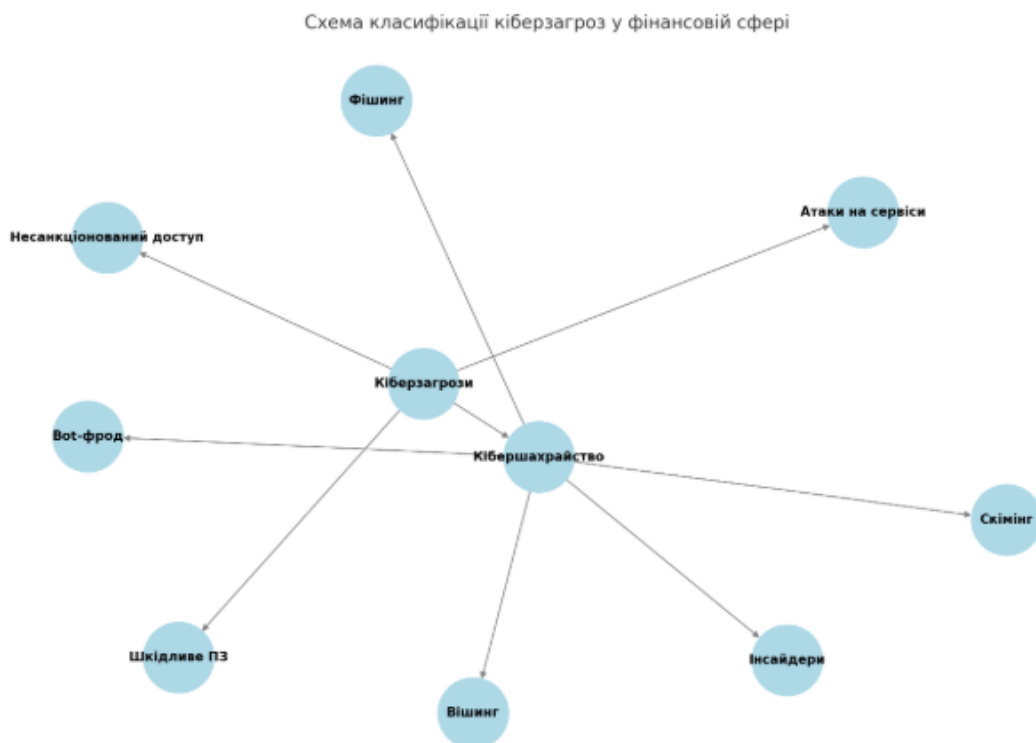 Схема класифікації кіберзагроз у фінансовій сфері
Фішинг
Атаки на сервіси
Несанкціонований доступ
Кіберзагрози
Bot-фрод
Кібершахрайство
Скімінг
Шкідливе ПЗ
Інсайдери
Вішинг